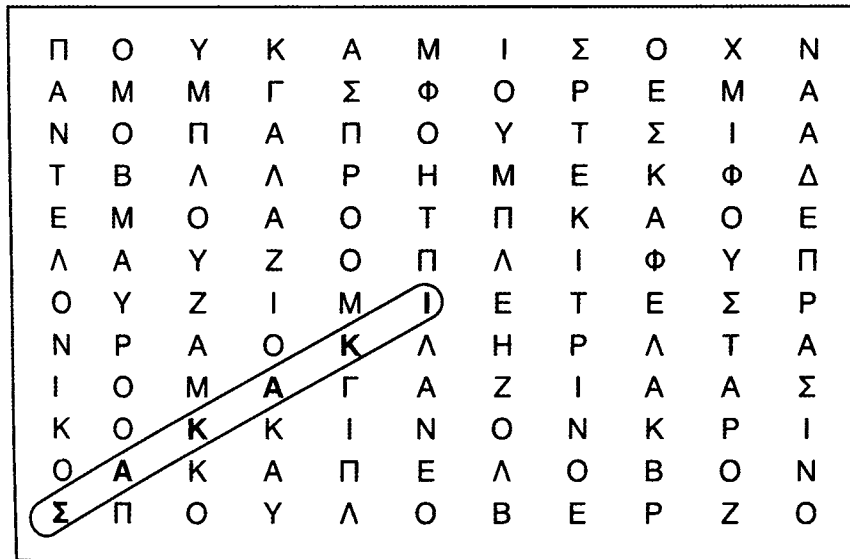 Π Ο Υ Κ Α Μ Ι Σ Ο Χ Ν
Α Μ Μ Γ Σ Φ Ο Ρ Ε Μ Α
Ν Ο Π Α Π Ο Υ Τ Σ Ι Α
Τ Β Λ Λ Ρ Η Μ Ε Κ Φ Δ
Ε Μ Ο Α Ο Τ Π Κ Α Ο Ε
Λ Α Υ Ζ Ο Π Λ Ι Φ Υ Π
Ο Υ Ζ Ι Μ Ι Ε Τ Ε Σ Ρ
Ν Ρ Α Ο Κ Λ Η Ρ Λ Τ Α
Ι Ο Μ Α Γ Α Ζ Ι Α Α Σ
Κ Ο Κ Κ Ι Ν Ο Ν Κ Ρ Ι
Ο Α Κ Α Π Ε Λ Ο Β Ο Ν
Σ Π Ο Υ Λ Ο Β Ε Ρ Ζ Ο